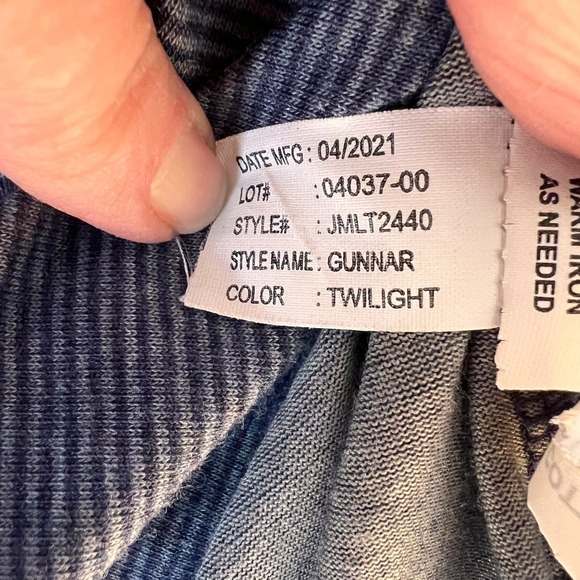 DATE MFG : 04/2021
LOT# : 04037-00
STYLE# : JMLT2440
STYLE NAME : GUNNAR
COLOR : TWILIGHT
WARM IRON
AS NEEDED